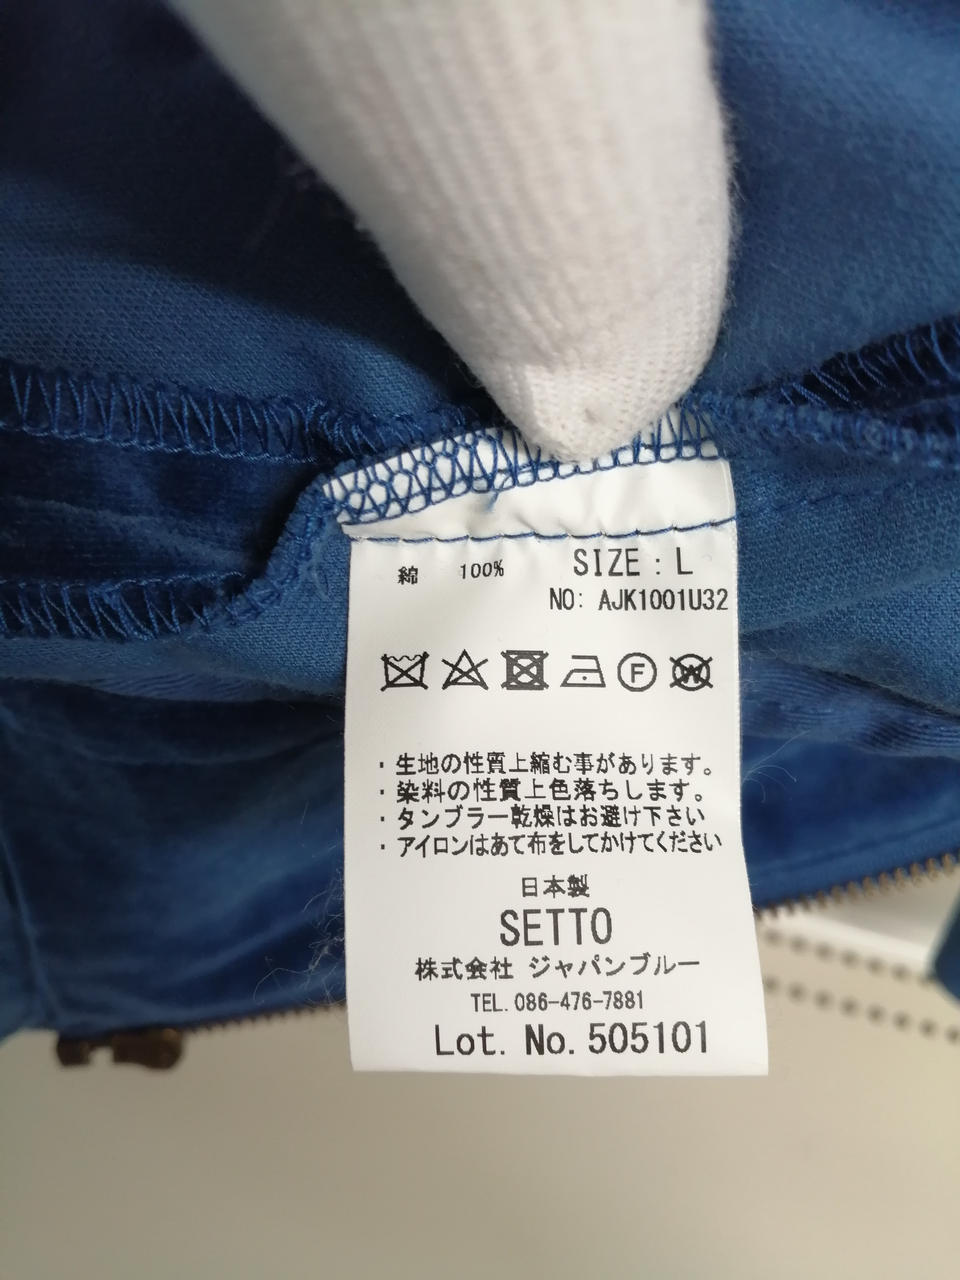 綿 100% SIZE : L
NO: AJK1001U32
F W
・生地の性質上縮む事があります。
・染料の性質上色落ちします。
・タンブラー乾燥はお避け下さい
・アイロンはあて布をしてかけてください
日本製
SETTO
株式会社 ジャパンブルー
TEL. 086-476-7881
Lot. No. 505101